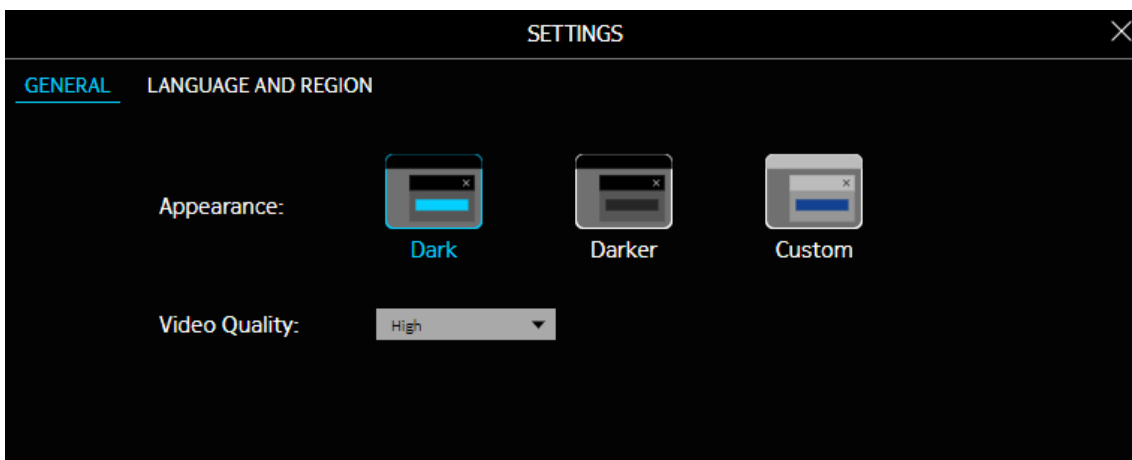 SETTINGS
GENERAL LANGUAGE AND REGION
Appearance:
Dark Darker Custom
Video Quality: High